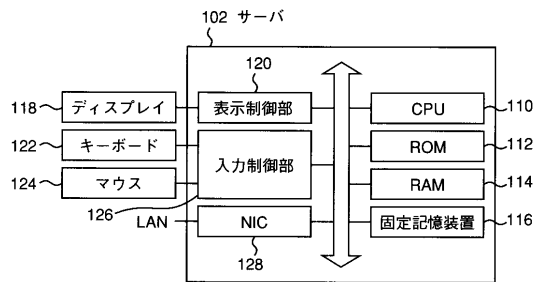 102 サーバ
120
118 ディスプレイ 表示制御部 CPU 110
122 キーボード 入力制御部 ROM 112
124 マウス RAM 114
126
LAN NIC 固定記憶装置 116
128